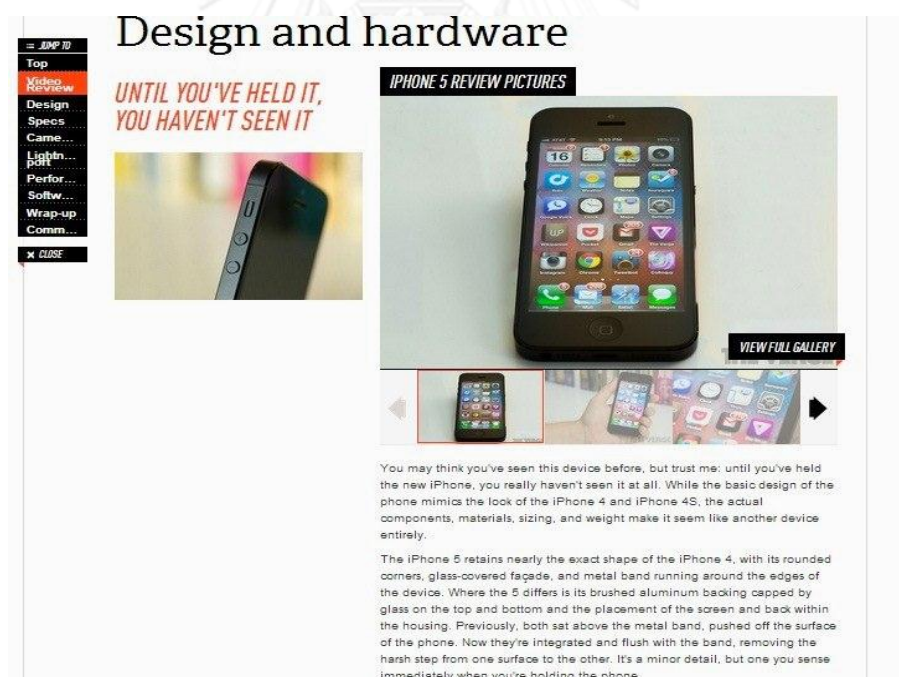 Design and hardware
JUMP TO
Top
Video
Review
Design
Specs
Came...
Lightn...
port
Perfor...
Softw...
Wrap-up
Comm...
× CLOSE
UNTIL YOU'VE HELD IT,
YOU HAVEN'T SEEN IT
IPHONE 5 REVIEW PICTURES
VIEW FULL GALLERY
You may think you've seen this device before, but trust me: until you've held
the new iPhone, you really haven't seen it at all. While the basic design of the
phone mimics the look of the iPhone 4 and iPhone 4S, the actual
components, materials, sizing, and weight make it seem like another device
entirely.
The iPhone 5 retains nearly the exact shape of the iPhone 4, with its rounded
corners, glass-covered façade, and metal band running around the edges of
the device. Where the 5 differs is its brushed aluminum backing capped by
glass on the top and bottom and the placement of the screen and back within
the housing. Previously, both sat above the metal band, pushed off the surface
of the phone. Now they're integrated and flush with the band, removing the
harsh step from one surface to the other. It's a minor detail, but one you sense
immediately when you're holding the phone.